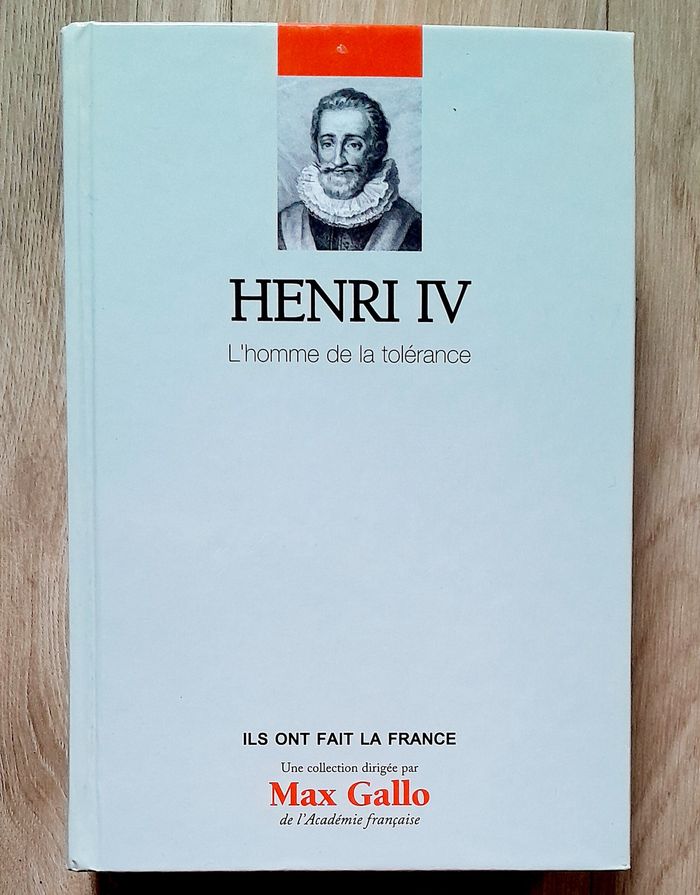 HENRI IV
L'homme de la tolérance
ILS ONT FAIT LA FRANCE
Une collection dirigée par
Max Gallo
de l'Académie française